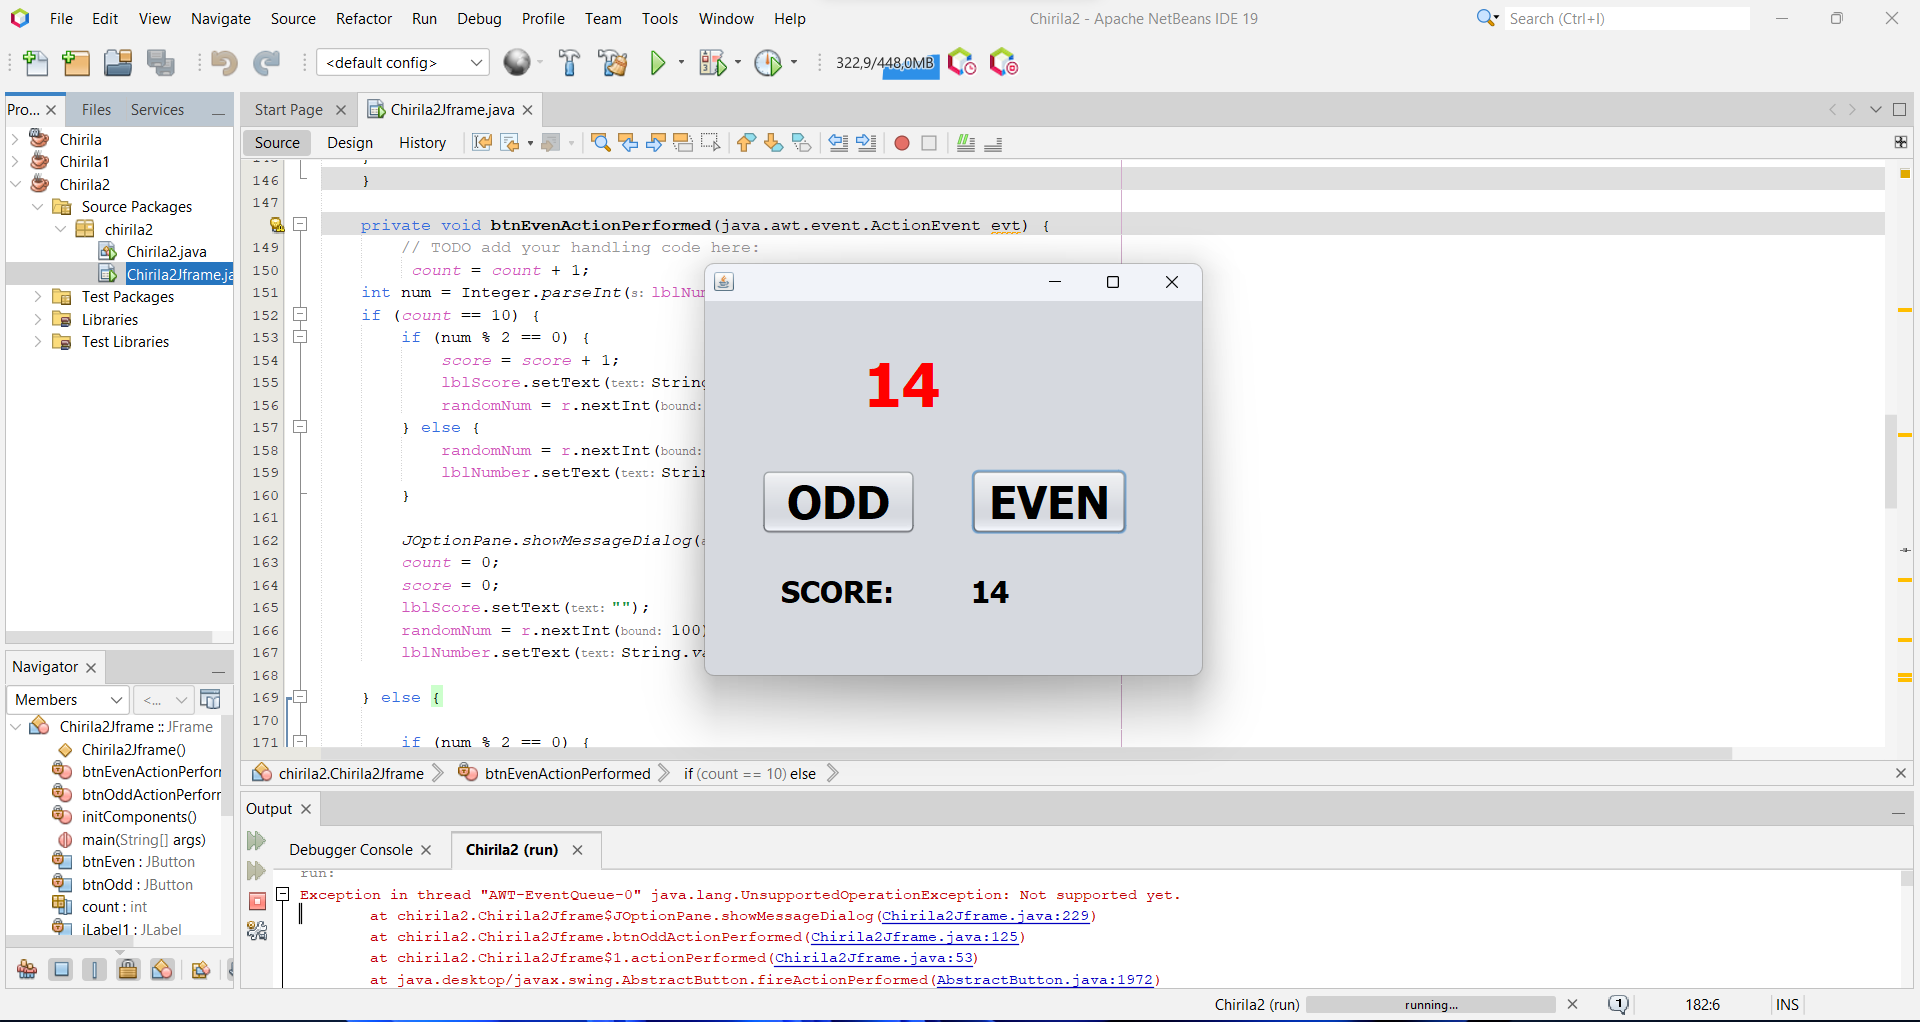 File Edit View Navigate Source Refactor Run Debug Profile Team Tools Window Help
Chirila2 - Apache NetBeans IDE 19
Search (Ctrl+I)
<default config>
322,9/448,0MB
Pro... Files Services
Chirila
Chirila1
Chirila2
Source Packages
chirila2
Chirila2.java
Chirila2Jframe.ja
Test Packages
Libraries
Test Libraries
Start Page Chirila2Jframe.java
Source Design History
146 }
147
private void btnEvenActionPerformed(java.awt.event.ActionEvent evt) {
149 // TODO add your handling code here:
150 count = count + 1;
151 int num = Integer.parseInt(s: lblNum
152 if (count == 10) {
153 if (num % 2 == 0) {
154 score = score + 1;
155 lblScore.setText(text: String
156 randomNum = r.nextInt(bound:
157 } else {
158 randomNum = r.nextInt(bound:
159 lblNumber.setText(text: Strin
160 }
161
162 JOptionPane.showMessageDialog(
163 count = 0;
164 score = 0;
165 lblScore.setText(text: "");
166 randomNum = r.nextInt(bound: 100)
167 lblNumber.setText(text: String.va
168
169 } else {
170
171 if (num % 2 == 0) {
14
ODD EVEN
SCORE: 14
Navigator
Members <...
Chirila2Jframe :: JFrame
Chirila2Jframe()
btnEvenActionPerfor
btnOddActionPerfor
initComponents()
main(String[] args)
btnEven : JButton
btnOdd : JButton
count : int
jLabel1 : JLabel
chirila2.Chirila2Jframe btnEvenActionPerformed if (count == 10) else
Output
Debugger Console Chirila2 (run)
run:
Exception in thread "AWT-EventQueue-0" java.lang.UnsupportedOperationException: Not supported yet.
at chirila2.Chirila2Jframe$JOptionPane.showMessageDialog(Chirila2Jframe.java:229)
at chirila2.Chirila2Jframe.btnOddActionPerformed(Chirila2Jframe.java:125)
at chirila2.Chirila2Jframe$1.actionPerformed(Chirila2Jframe.java:53)
at java.desktop/javax.swing.AbstractButton.fireActionPerformed(AbstractButton.java:1972)
Chirila2 (run) running... 1 182:6 INS